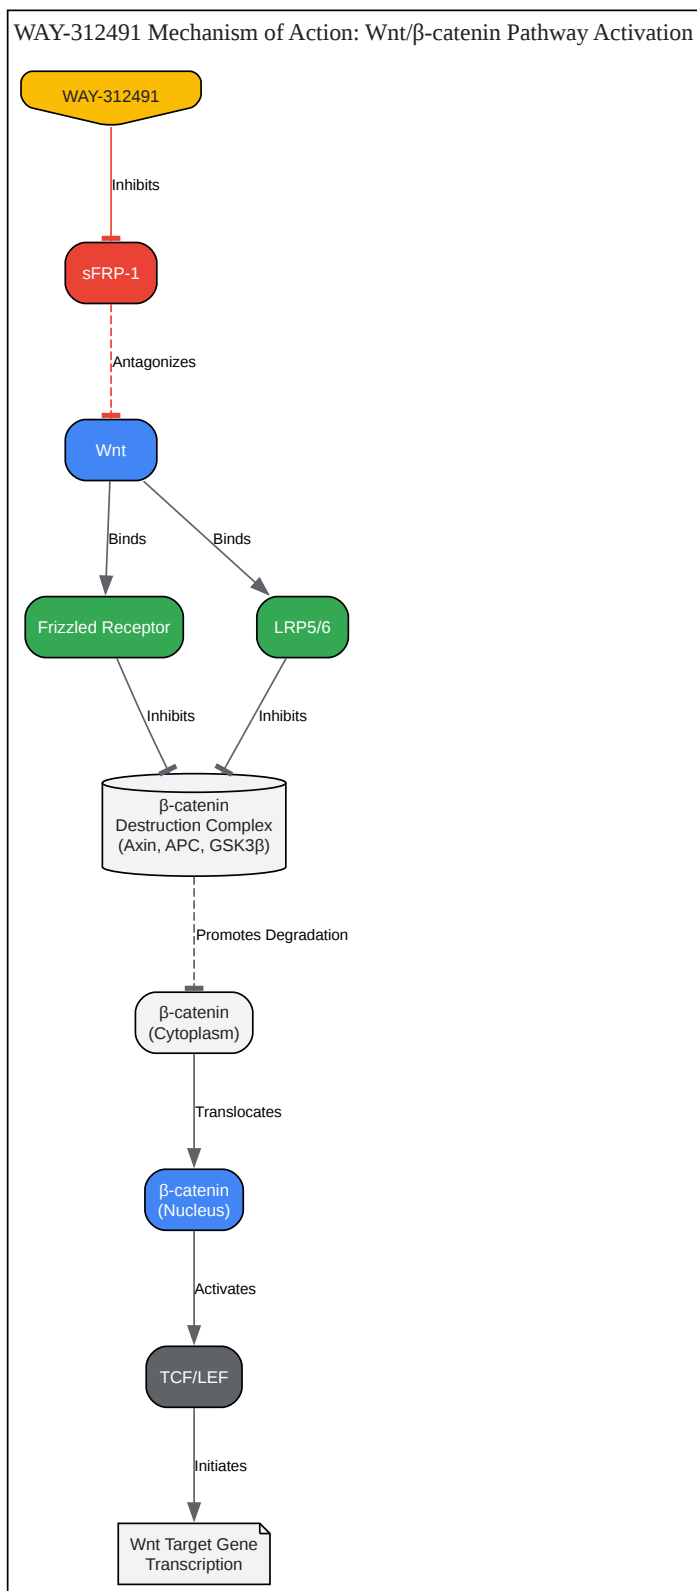 WAY-312491 Mechanism of Action: Wnt/β-catenin Pathway Activation
WAY-312491
Inhibits
sFRP-1
Antagonizes
Wnt
Binds
Binds
Frizzled Receptor
LRP5/6
Inhibits
Inhibits
β-catenin
Destruction Complex
(Axin, APC, GSK3β)
Promotes Degradation
β-catenin
(Cytoplasm)
Translocates
β-catenin
(Nucleus)
Activates
TCF/LEF
Initiates
Wnt Target Gene
Transcription